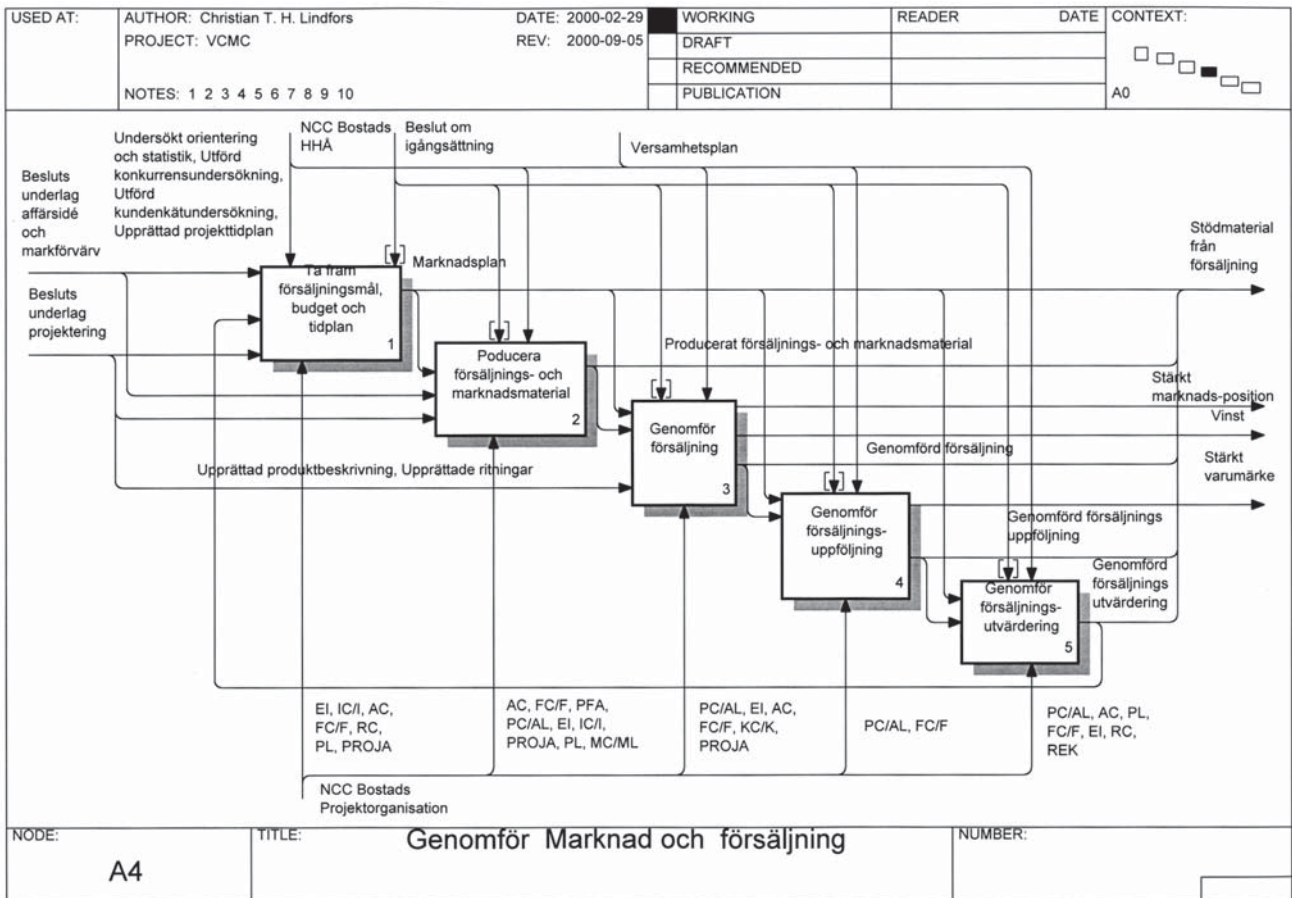 USED AT:
AUTHOR: Christian T. H. Lindfors
DATE: 2000-02-29
PROJECT: VCMC
REV: 2000-09-05
NOTES: 1 2 3 4 5 6 7 8 9 10
WORKING
DRAFT
RECOMMENDED
PUBLICATION
READER
DATE
CONTEXT:
A0
Besluts
underlag
affärsidé
och
markförvärv
Undersökt orientering
och statistik, Utförd
konkurrensundersökning,
Utförd
kundenkätundersökning,
Upprättad projekttidplan
NCC Bostads
HHÅ
Beslut om
igångsättning
Versamhetsplan
Besluts
underlag
projektering
Ta fram
försäljningsmål,
budget och
tidplan
1
Marknadsplan
Stödmaterial
från
försäljning
Poducera
försäljnings- och
marknadsmaterial
2
Producerat försäljnings- och marknadsmaterial
Stärkt
marknads-position
Vinst
Genomför
försäljning
3
Genomförd försäljning
Stärkt
varumärke
Upprättad produktbeskrivning, Upprättade ritningar
Genomför
försäljnings-
uppföljning
4
Genomförd försäljnings
uppföljning
Genomför
försäljnings-
utvärdering
5
Genomförd
försäljnings
utvärdering
EI, IC/I, AC,
FC/F, RC,
PL, PROJA
AC, FC/F, PFA,
PC/AL, EI, IC/I,
PROJA, PL, MC/ML
PC/AL, EI, AC,
FC/F, KC/K,
PROJA
PC/AL, FC/F
PC/AL, AC, PL,
FC/F, EI, RC,
REK
NCC Bostads
Projektorganisation
NODE:
A4
TITLE:
Genomför Marknad och försäljning
NUMBER: